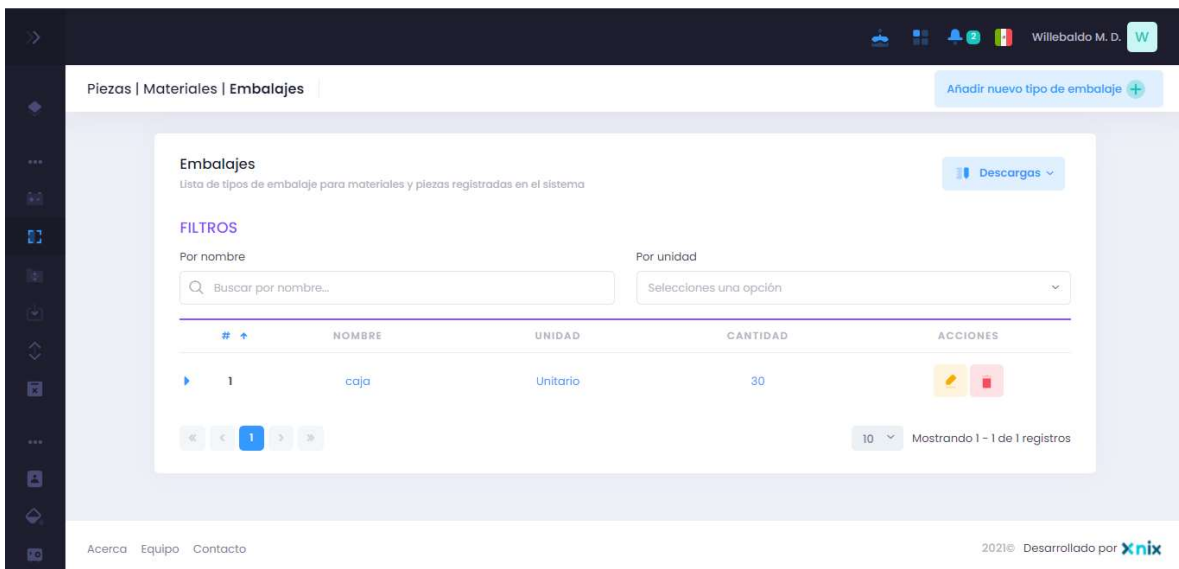 2
Willebaldo M. D. W
Piezas | Materiales | Embalajes
Añadir nuevo tipo de embalaje +
Embalajes
Lista de tipos de embalaje para materiales y piezas registradas en el sistema
Descargas
FILTROS
Por nombre Por unidad
Buscar por nombre... Selecciones una opción
# NOMBRE UNIDAD CANTIDAD ACCIONES
1 caja Unitario 30
« < 1 > » 10 Mostrando 1 - 1 de 1 registros
Acerca Equipo Contacto 2021© Desarrollado por Xnix